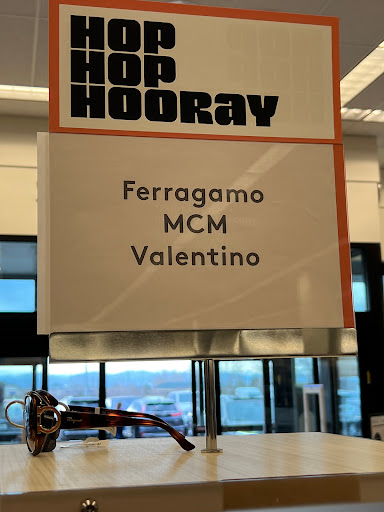 HOP
HOP
HOORAY
Ferragamo
MCM
Valentino